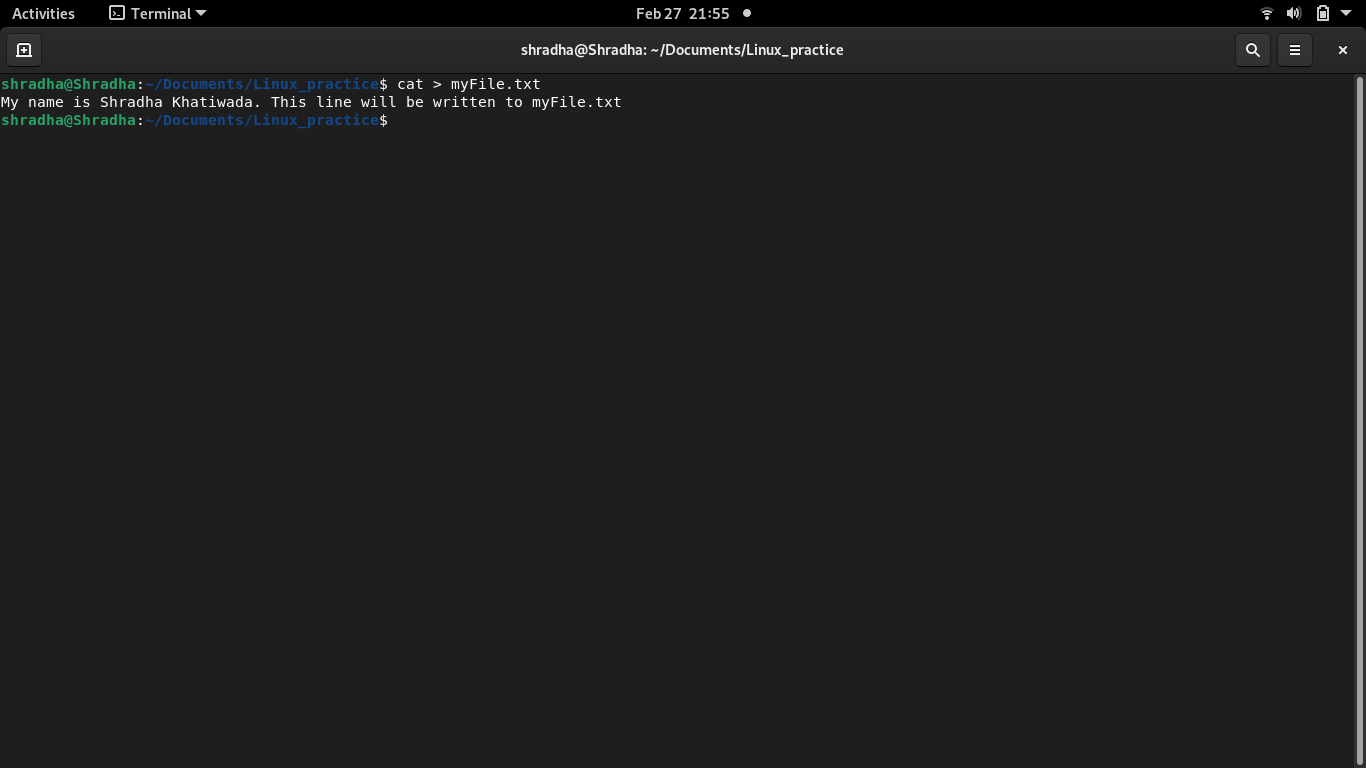 Activities Terminal Feb 27 21:55
shradha@Shradha: ~/Documents/Linux_practice
shradha@Shradha:~/Documents/Linux_practice$ cat > myFile.txt
My name is Shradha Khatiwada. This line will be written to myFile.txt
shradha@Shradha:~/Documents/Linux_practice$